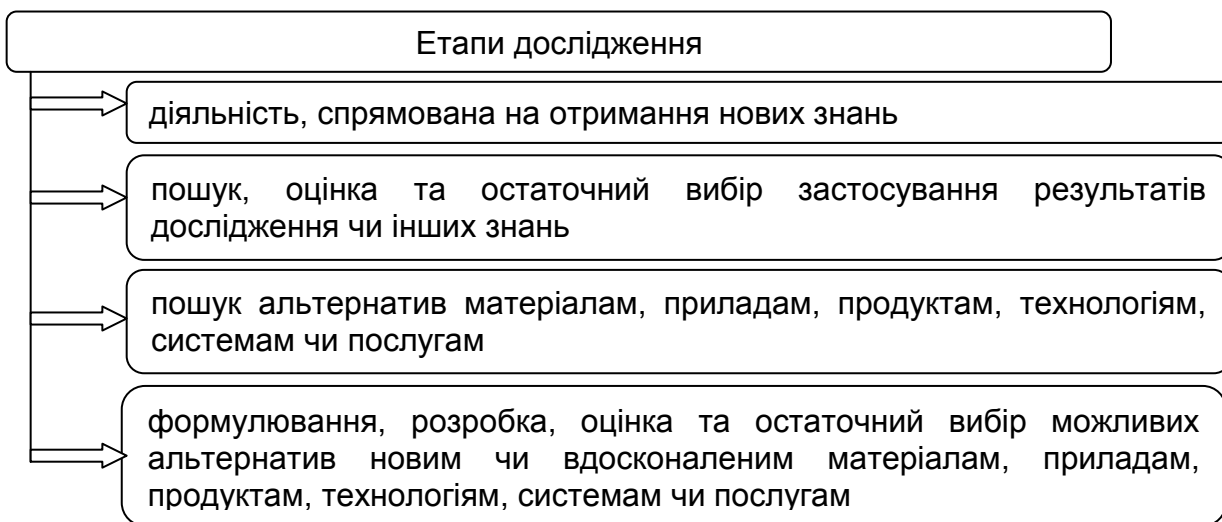 Етапи дослідження
діяльність, спрямована на отримання нових знань
пошук, оцінка та остаточний вибір застосування результатів
дослідження чи інших знань
пошук альтернатив матеріалам, приладам, продуктам, технологіям,
системам чи послугам
формулювання, розробка, оцінка та остаточний вибір можливих
альтернатив новим чи вдосконаленим матеріалам, приладам,
продуктам, технологіям, системам чи послугам